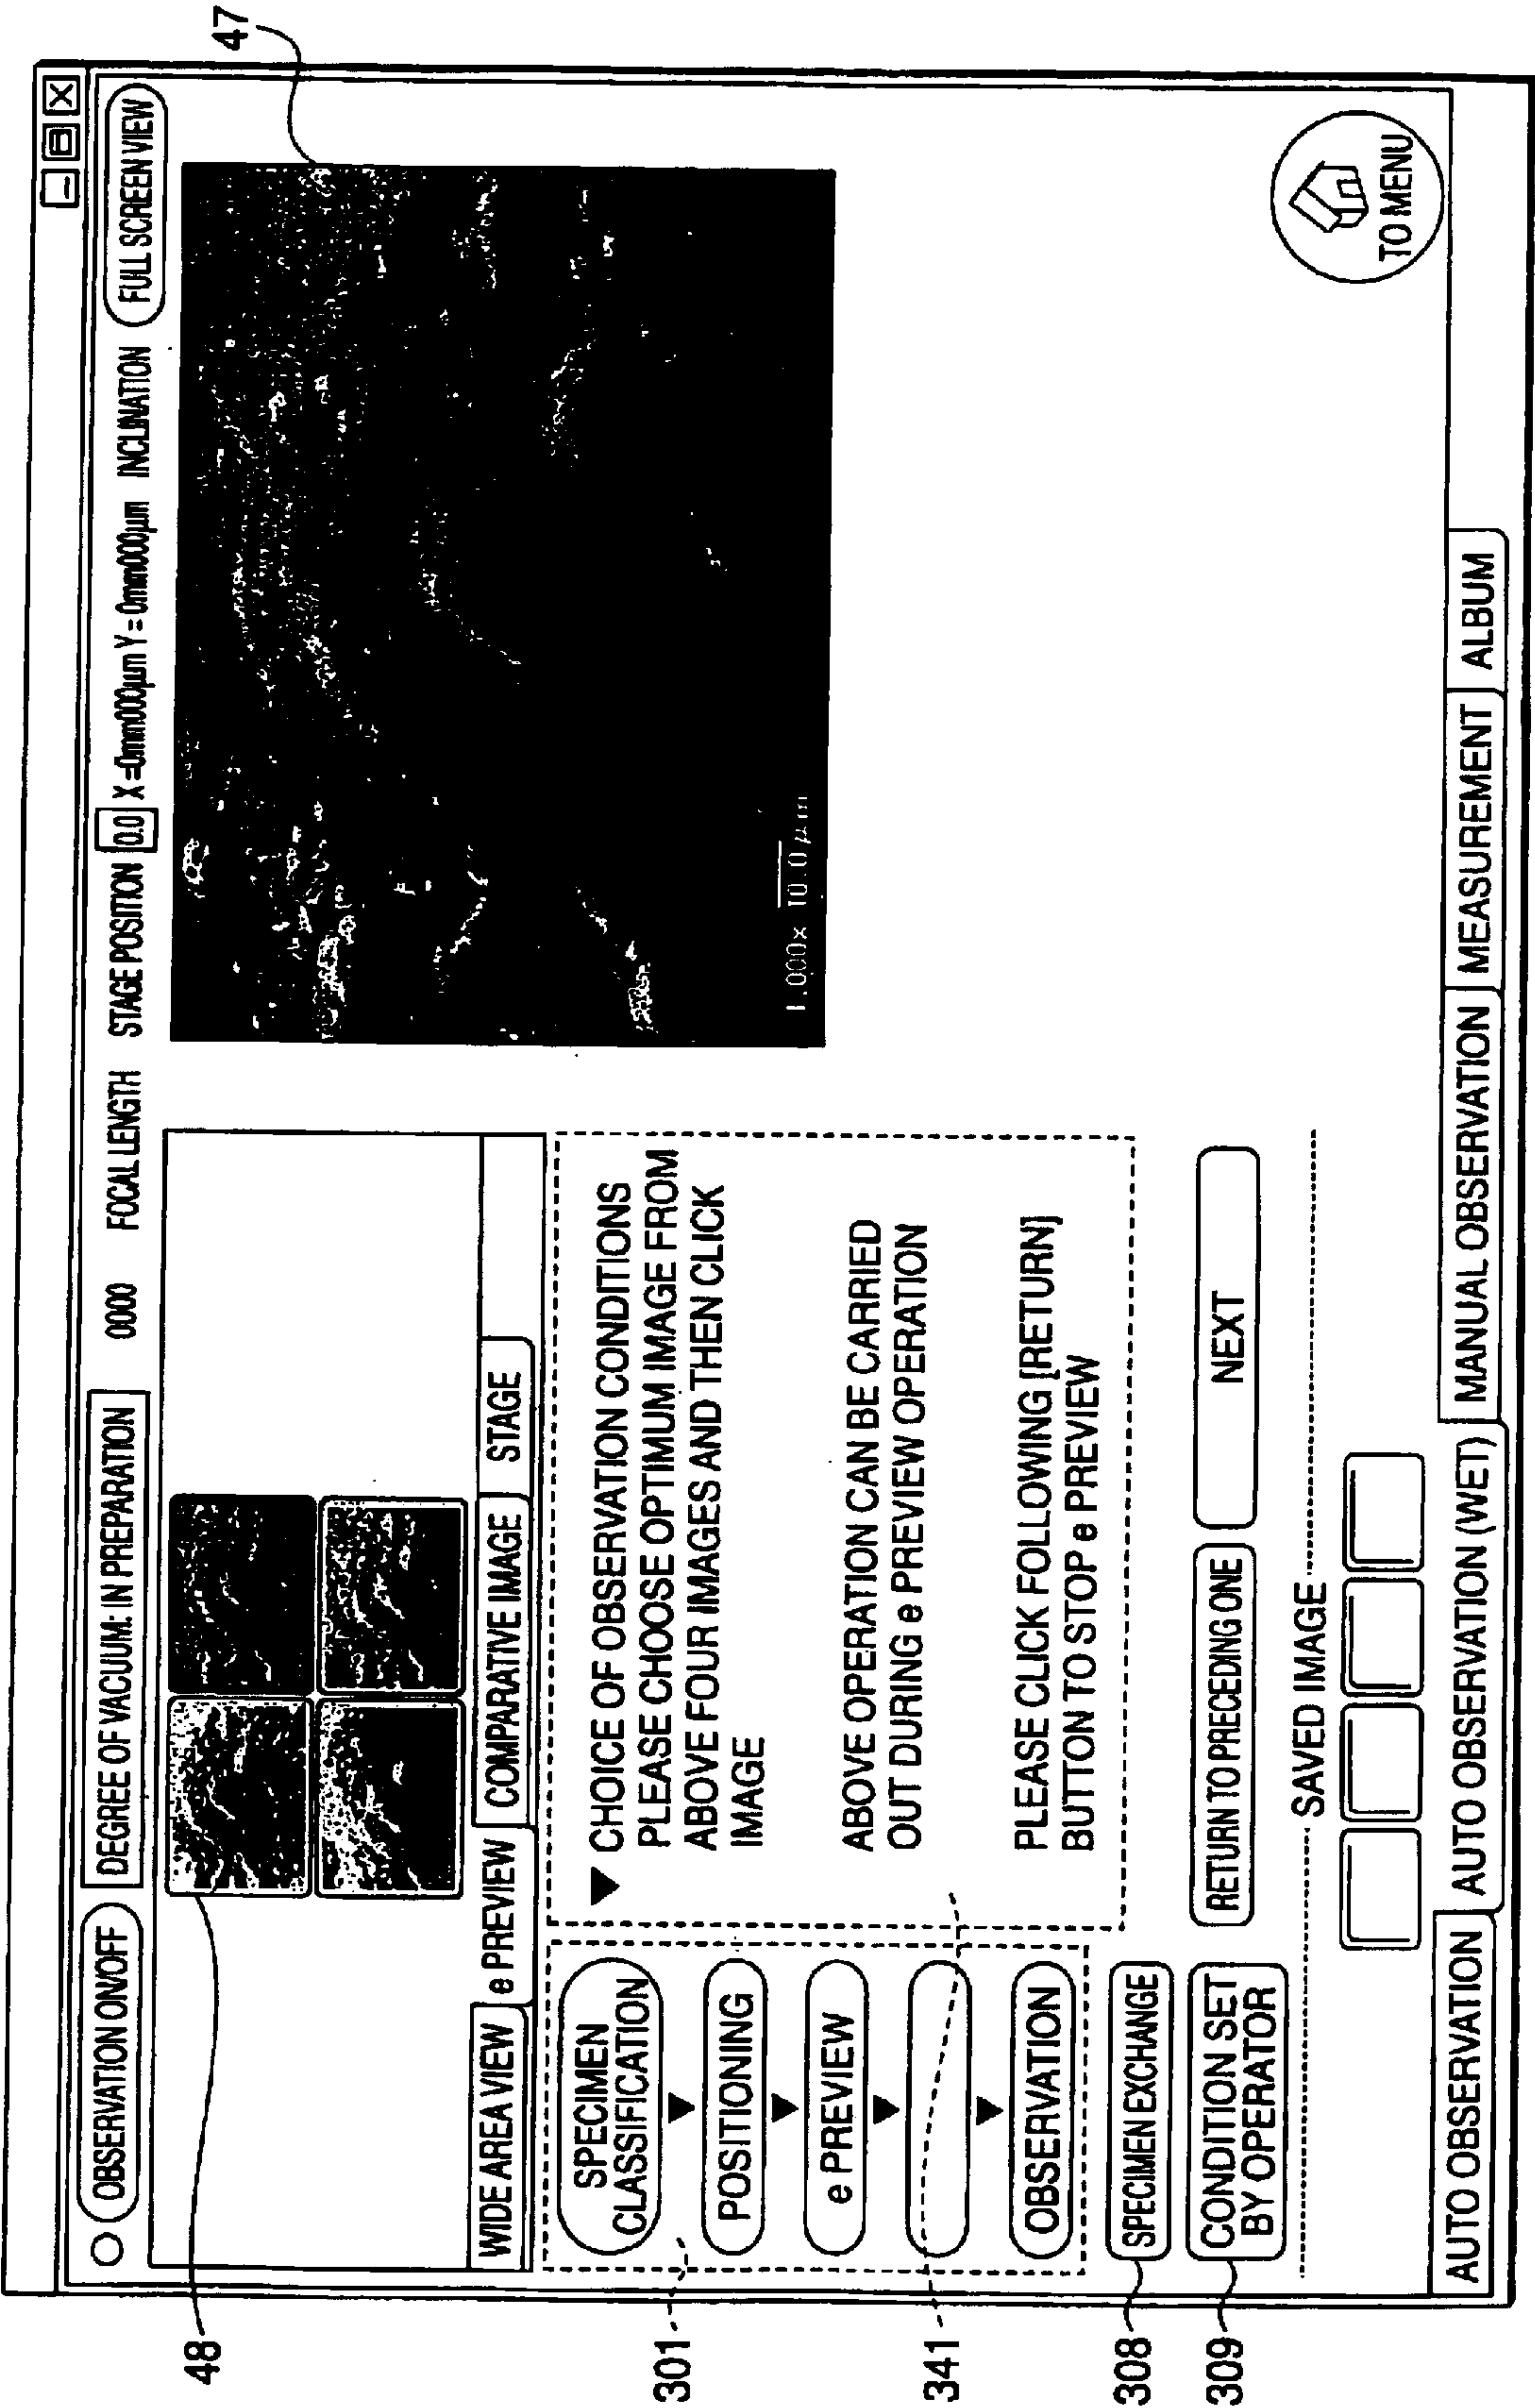 OBSERVATION ON/OFF
DEGREE OF VACUUM: IN PREPARATION
0000
FOCAL LENGTH
STAGE POSITION
0.0
X =0mm000µm Y = 0mm000µm
INCLINATION
FULL SCREEN VIEW
48
47
WIDE AREA VIEW
e PREVIEW
COMPARATIVE IMAGE
STAGE
1.000x 10.0µm
301
SPECIMEN
CLASSIFICATION
▼
POSITIONING
▼
e PREVIEW
▼
▼
OBSERVATION
▼ CHOICE OF OBSERVATION CONDITIONS
PLEASE CHOOSE OPTIMUM IMAGE FROM
ABOVE FOUR IMAGES AND THEN CLICK
IMAGE
ABOVE OPERATION CAN BE CARRIED
OUT DURING e PREVIEW OPERATION
PLEASE CLICK FOLLOWING [RETURN]
BUTTON TO STOP e PREVIEW
341
308
SPECIMEN EXCHANGE
309
CONDITION SET
BY OPERATOR
RETURN TO PRECEDING ONE
NEXT
SAVED IMAGE
TO MENU
AUTO OBSERVATION
AUTO OBSERVATION (WET)
MANUAL OBSERVATION
MEASUREMENT
ALBUM